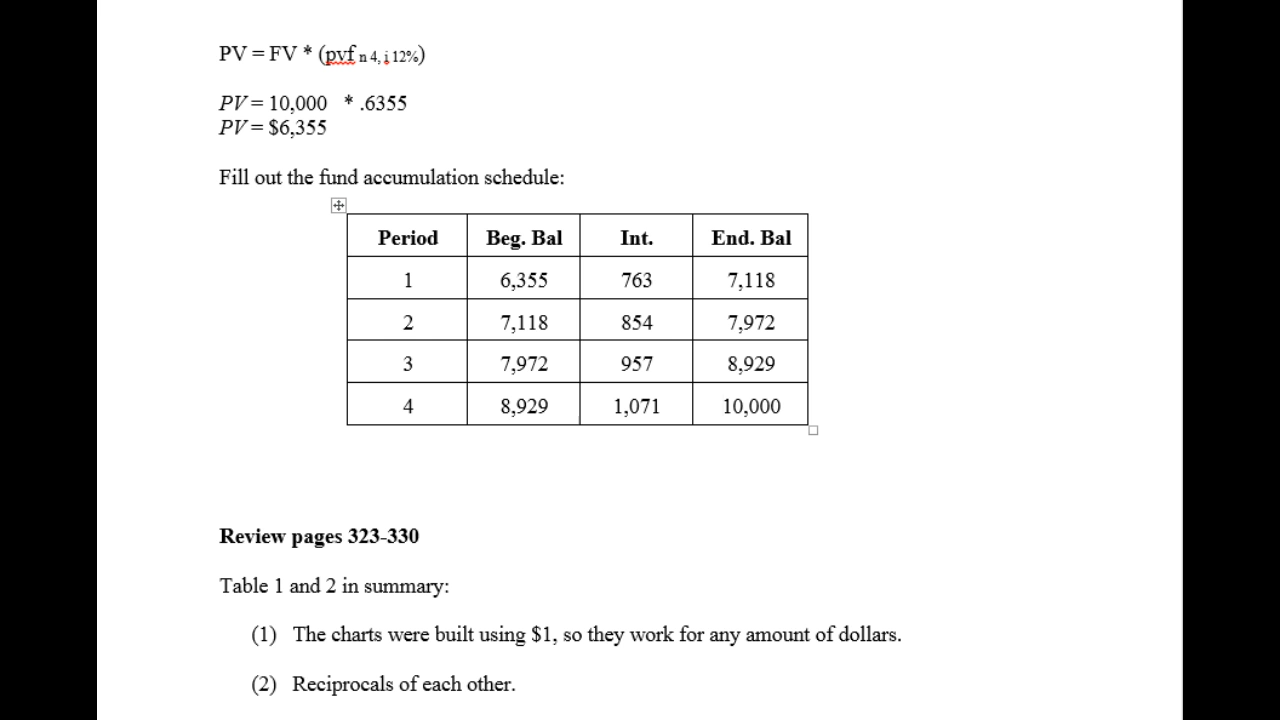 PV = FV * (pvf n 4, i 12%)
PV = 10,000 * .6355
PV = $6,355
Fill out the fund accumulation schedule:
Period Beg. Bal Int. End. Bal
1 6,355 763 7,118
2 7,118 854 7,972
3 7,972 957 8,929
4 8,929 1,071 10,000
Review pages 323-330
Table 1 and 2 in summary:
(1) The charts were built using $1, so they work for any amount of dollars.
(2) Reciprocals of each other.